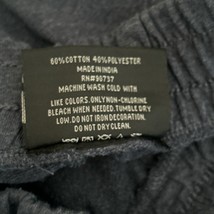 60%COTTON 40%POLYESTER
MADE IN INDIA
RN#90737
MACHINE WASH COLD WITH
LIKE COLORS. ONLY NON-CHLORINE
BLEACH WHEN NEEDED. TUMBLE DRY
LOW. DO NOT IRON DECORATION.
DO NOT DRY CLEAN.